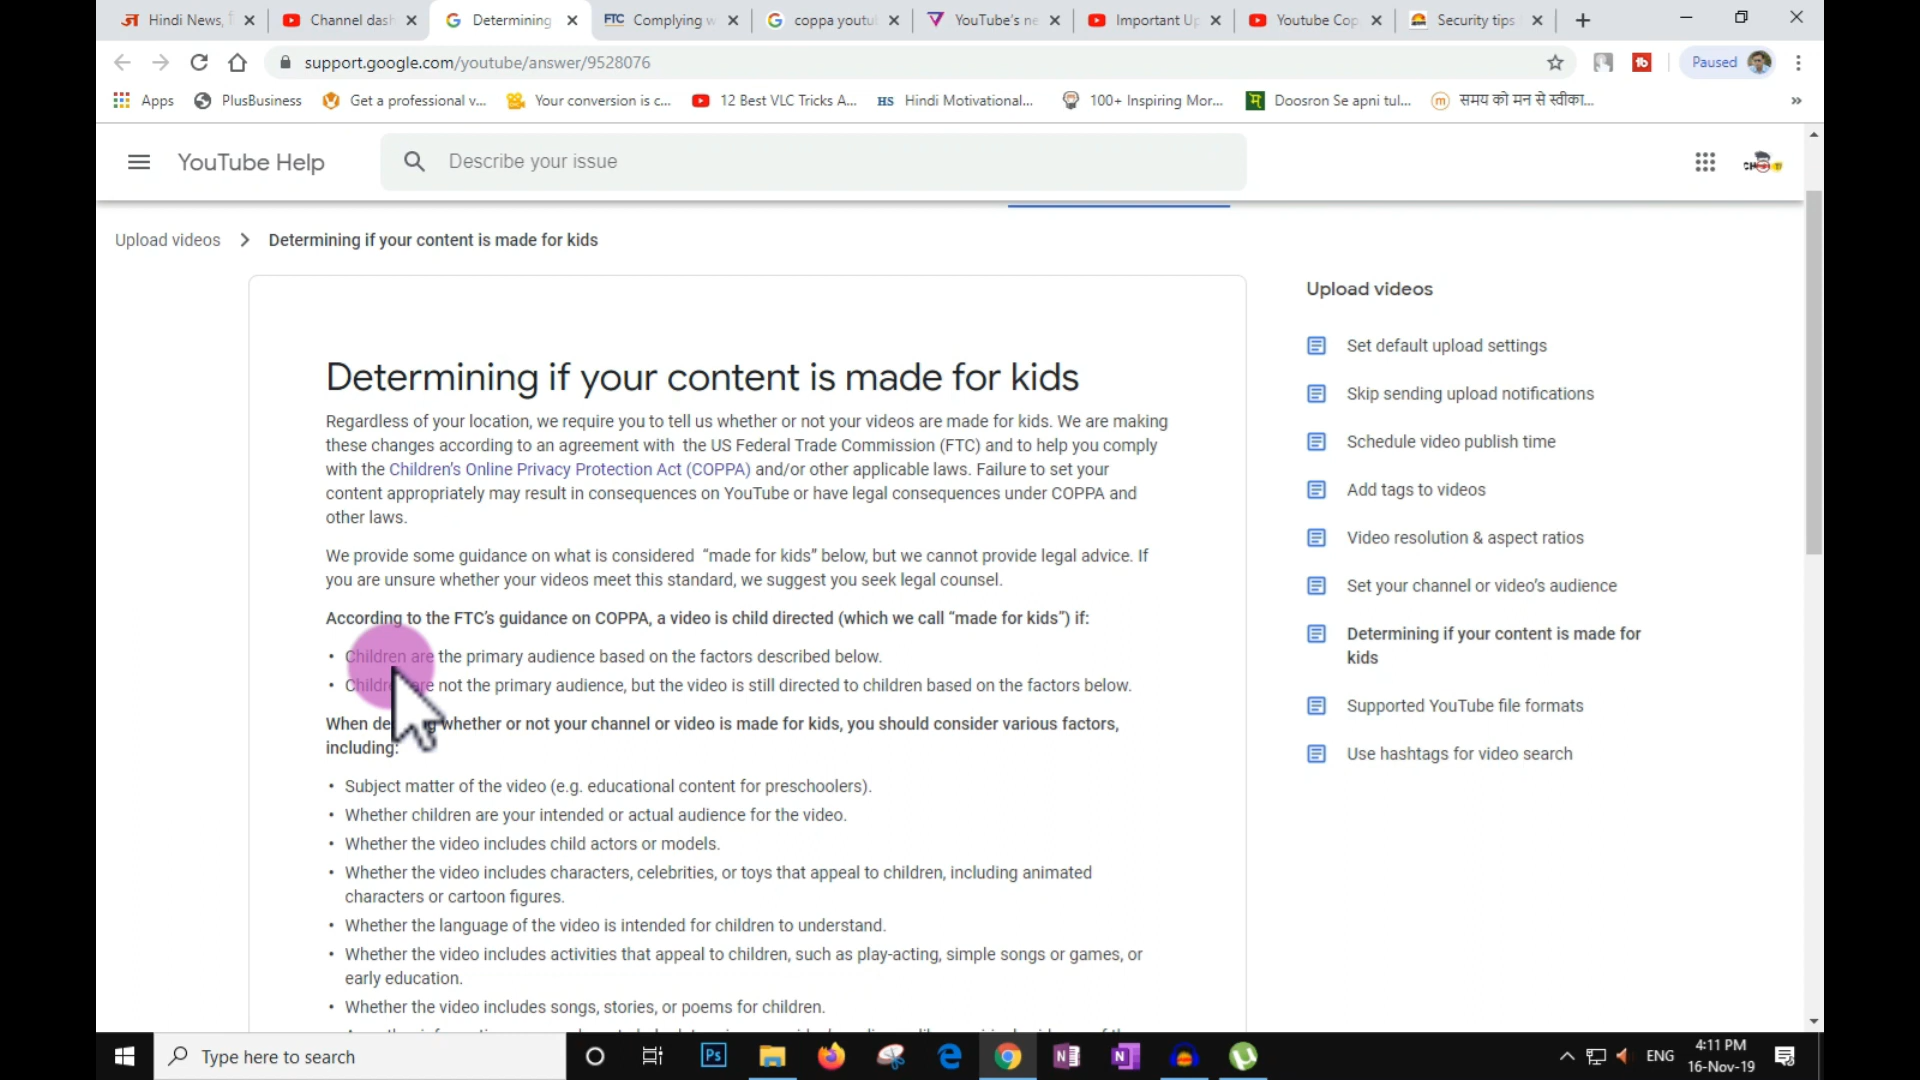 Hindi News,
Channel dash
Determining
Complying w
coppa youtu
YouTube's ne
Important Up
Youtube Cop
Security tips
support.google.com/youtube/answer/9528076
Paused
Apps
PlusBusiness
Get a professional v...
Your conversion is c...
12 Best VLC Tricks A...
HS Hindi Motivational...
100+ Inspiring Mor...
Doosron Se apni tul...
समय को मन से स्वीका...
YouTube Help
Describe your issue
Upload videos
Determining if your content is made for kids
Determining if your content is made for kids
Regardless of your location, we require you to tell us whether or not your videos are made for kids. We are making
these changes according to an agreement with the US Federal Trade Commission (FTC) and to help you comply
with the Children's Online Privacy Protection Act (COPPA) and/or other applicable laws. Failure to set your
content appropriately may result in consequences on YouTube or have legal consequences under COPPA and
other laws.
We provide some guidance on what is considered “made for kids” below, but we cannot provide legal advice. If
you are unsure whether your videos meet this standard, we suggest you seek legal counsel.
According to the FTC’s guidance on COPPA, a video is child directed (which we call “made for kids”) if:
• Children are the primary audience based on the factors described below.
• Children are not the primary audience, but the video is still directed to children based on the factors below.
When de whether or not your channel or video is made for kids, you should consider various factors,
including:
• Subject matter of the video (e.g. educational content for preschoolers).
• Whether children are your intended or actual audience for the video.
• Whether the video includes child actors or models.
• Whether the video includes characters, celebrities, or toys that appeal to children, including animated
characters or cartoon figures.
• Whether the language of the video is intended for children to understand.
• Whether the video includes activities that appeal to children, such as play-acting, simple songs or games, or
early education.
• Whether the video includes songs, stories, or poems for children.
Upload videos
Set default upload settings
Skip sending upload notifications
Schedule video publish time
Add tags to videos
Video resolution & aspect ratios
Set your channel or video's audience
Determining if your content is made for
kids
Supported YouTube file formats
Use hashtags for video search
Type here to search
Ps
ENG
4:11 PM
16-Nov-19